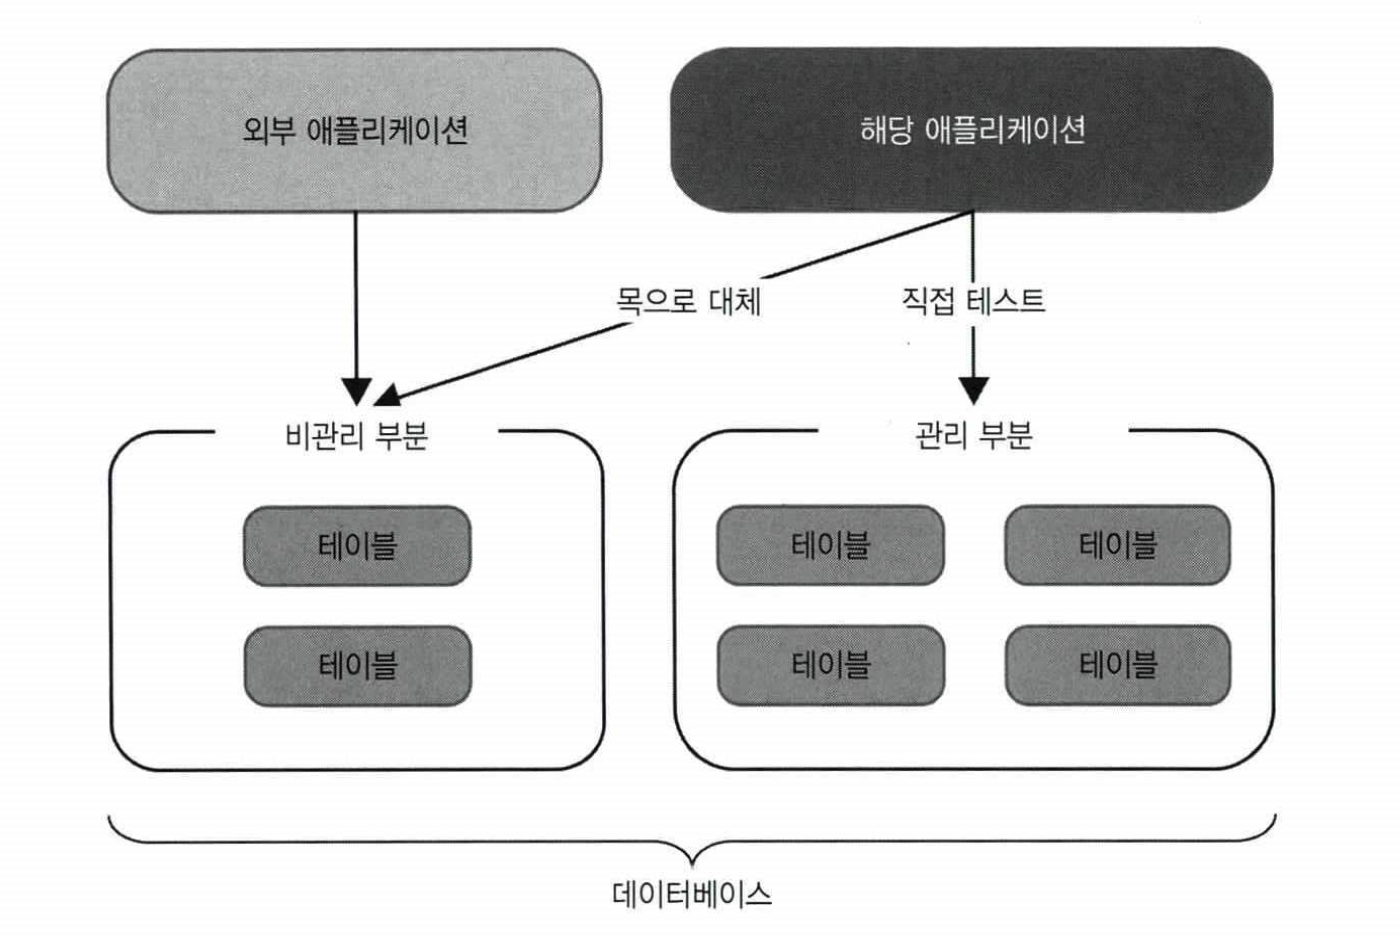 외부 애플리케이션
해당 애플리케이션
목으로 대체
직접 테스트
비관리 부분
관리 부분
테이블
테이블
테이블
테이블
테이블
테이블
데이터베이스